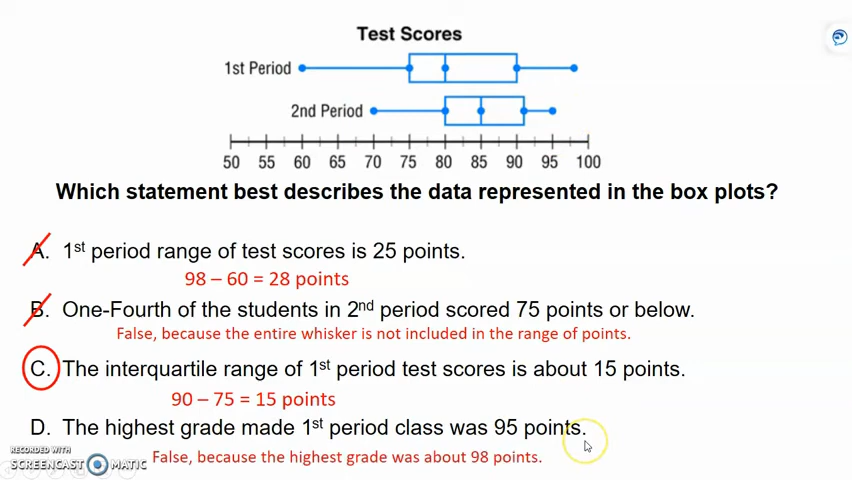 Test Scores
1st Period
2nd Period
50 55 60 65 70 75 80 85 90 95 100
Which statement best describes the data represented in the box plots?
A. 1st period range of test scores is 25 points.
98 – 60 = 28 points
B. One-Fourth of the students in 2nd period scored 75 points or below.
False, because the entire whisker is not included in the range of points.
C. The interquartile range of 1st period test scores is about 15 points.
90 – 75 = 15 points
D. The highest grade made 1st period class was 95 points.
False, because the highest grade was about 98 points.
RECORDED WITH
SCREENCAST MATIC